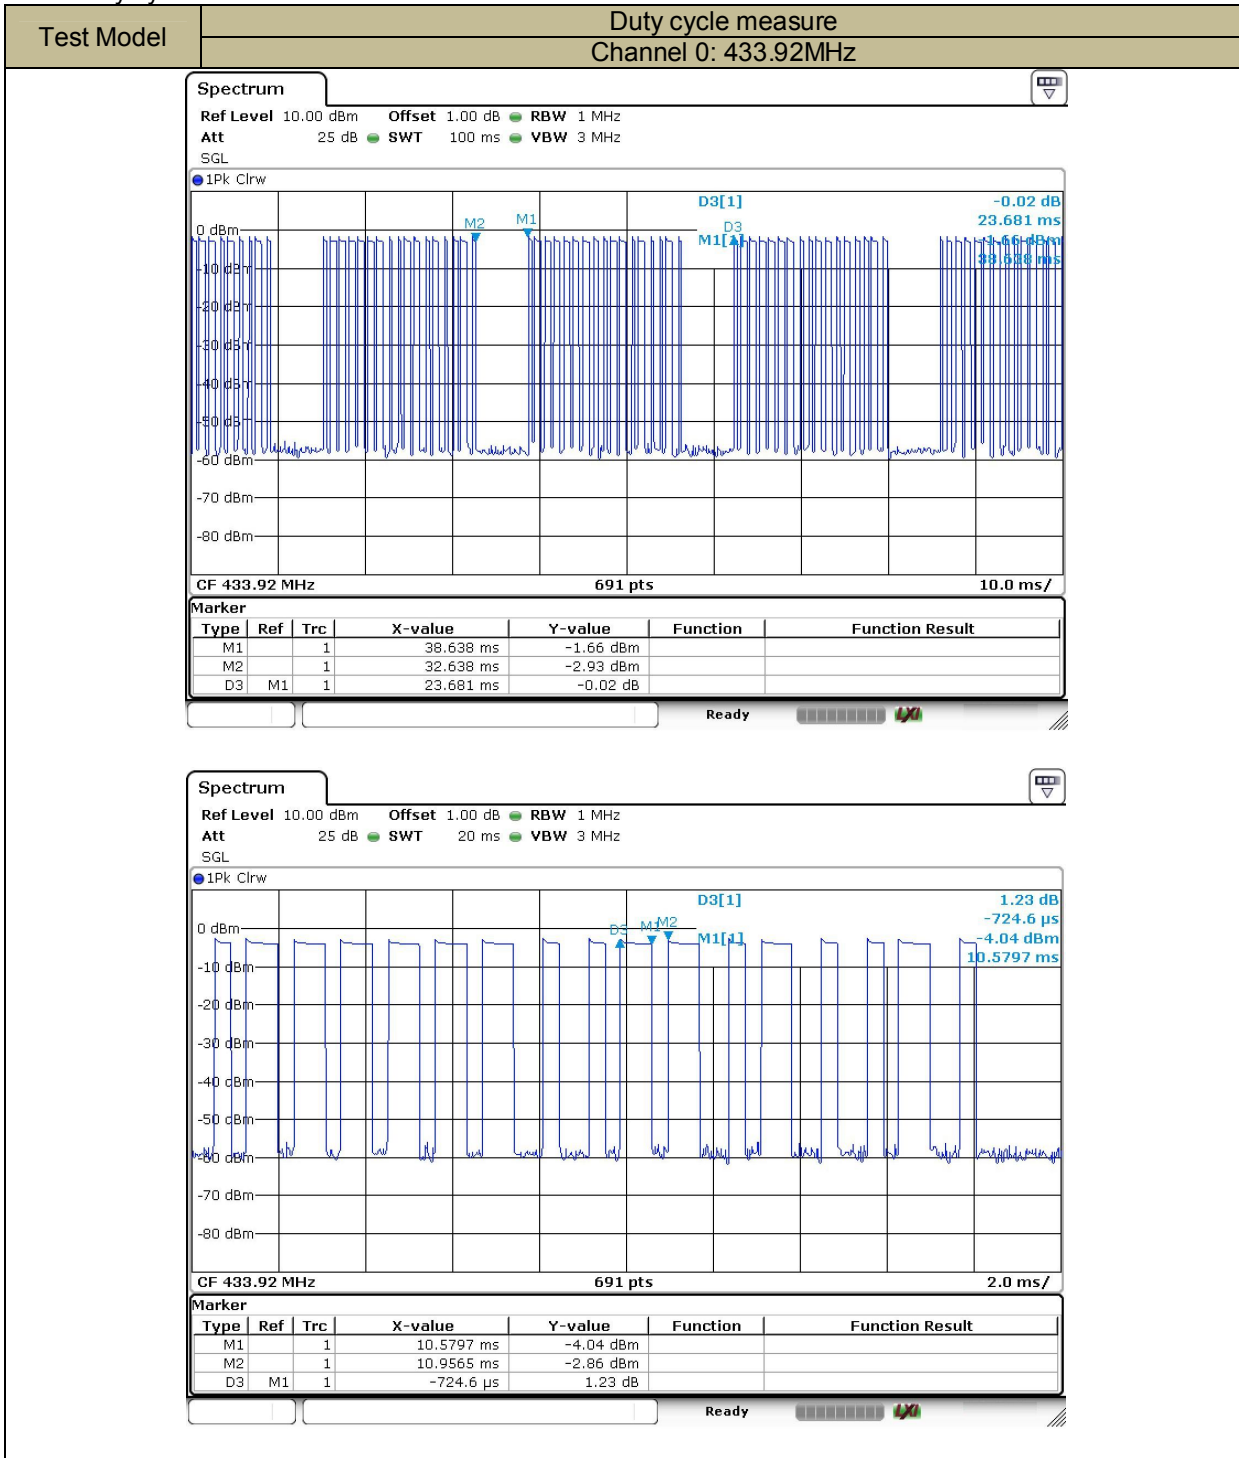 Test Model
Duty cycle measure
Channel 0: 433.92MHz
Spectrum
Ref Level 10.00 dBm Offset 1.00 dB RBW 1 MHz
Att 25 dB SWT 100 ms VBW 3 MHz
SGL
1Pk Clrw
D3[1] -0.02 dB
23.681 ms
M1[1] -1.66 dBm
38.638 ms
M2 M1 D3
0 dBm
-10 dBm
-20 dBm
-30 dBm
-40 dBm
-50 dBm
-60 dBm
-70 dBm
-80 dBm
CF 433.92 MHz 691 pts 10.0 ms/
Marker
Type Ref Trc X-value Y-value Function Function Result
M1 1 38.638 ms -1.66 dBm
M2 1 32.638 ms -2.93 dBm
D3 M1 1 23.681 ms -0.02 dB
Ready LXI
Spectrum
Ref Level 10.00 dBm Offset 1.00 dB RBW 1 MHz
Att 25 dB SWT 20 ms VBW 3 MHz
SGL
1Pk Clrw
D3[1] 1.23 dB
-724.6 µs
M1[1] -4.04 dBm
10.5797 ms
D3 M1 M2
0 dBm
-10 dBm
-20 dBm
-30 dBm
-40 dBm
-50 dBm
-60 dBm
-70 dBm
-80 dBm
CF 433.92 MHz 691 pts 2.0 ms/
Marker
Type Ref Trc X-value Y-value Function Function Result
M1 1 10.5797 ms -4.04 dBm
M2 1 10.9565 ms -2.86 dBm
D3 M1 1 -724.6 µs 1.23 dB
Ready LXI